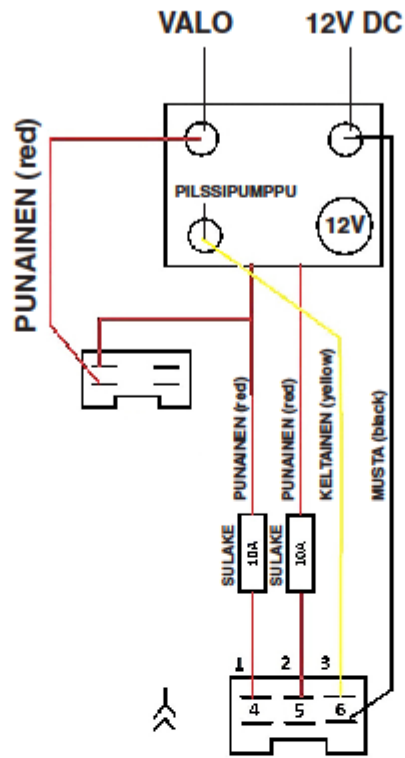 VALO
12V DC
PUNAINEN (red)
PILSSIPUMPPU
12V
PUNAINEN (red)
PUNAINEN (red)
KELTAINEN (yellow)
MUSTA (black)
SULAKE
10A
SULAKE
10A
1 2 3
4 5 6